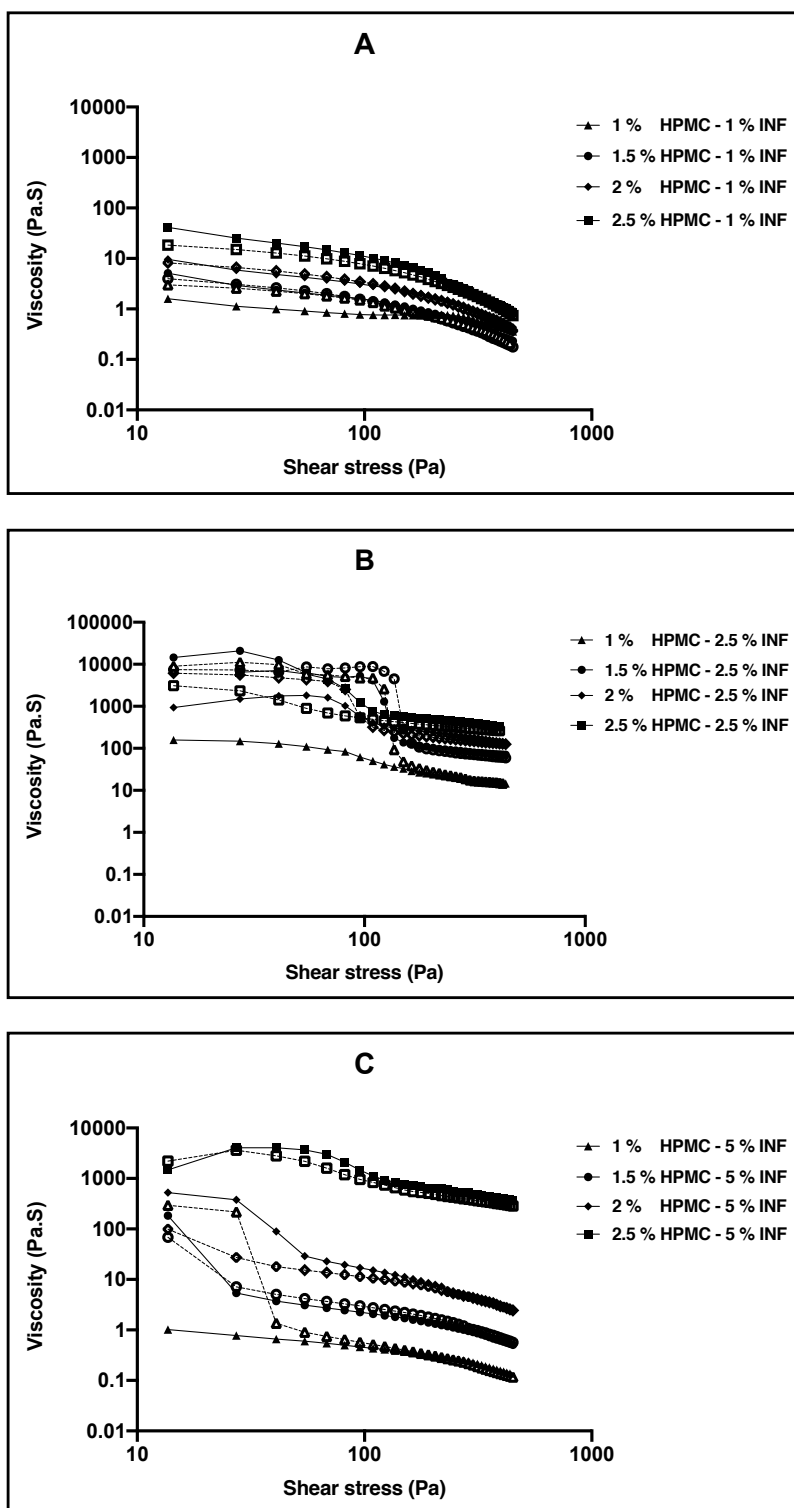 A
10000
1000
100
10
1
0.1
0.01
10
100
1000
Viscosity (Pa.S)
Shear stress (Pa)
1 % HPMC - 1 % INF
1.5 % HPMC - 1 % INF
2 % HPMC - 1 % INF
2.5 % HPMC - 1 % INF
B
100000
10000
1000
100
10
1
0.1
0.01
10
100
1000
Viscosity (Pa.S)
Shear stress (Pa)
1 % HPMC - 2.5 % INF
1.5 % HPMC - 2.5 % INF
2 % HPMC - 2.5 % INF
2.5 % HPMC - 2.5 % INF
C
10000
1000
100
10
1
0.1
0.01
10
100
1000
Viscosity (Pa.S)
Shear stress (Pa)
1 % HPMC - 5 % INF
1.5 % HPMC - 5 % INF
2 % HPMC - 5 % INF
2.5 % HPMC - 5 % INF